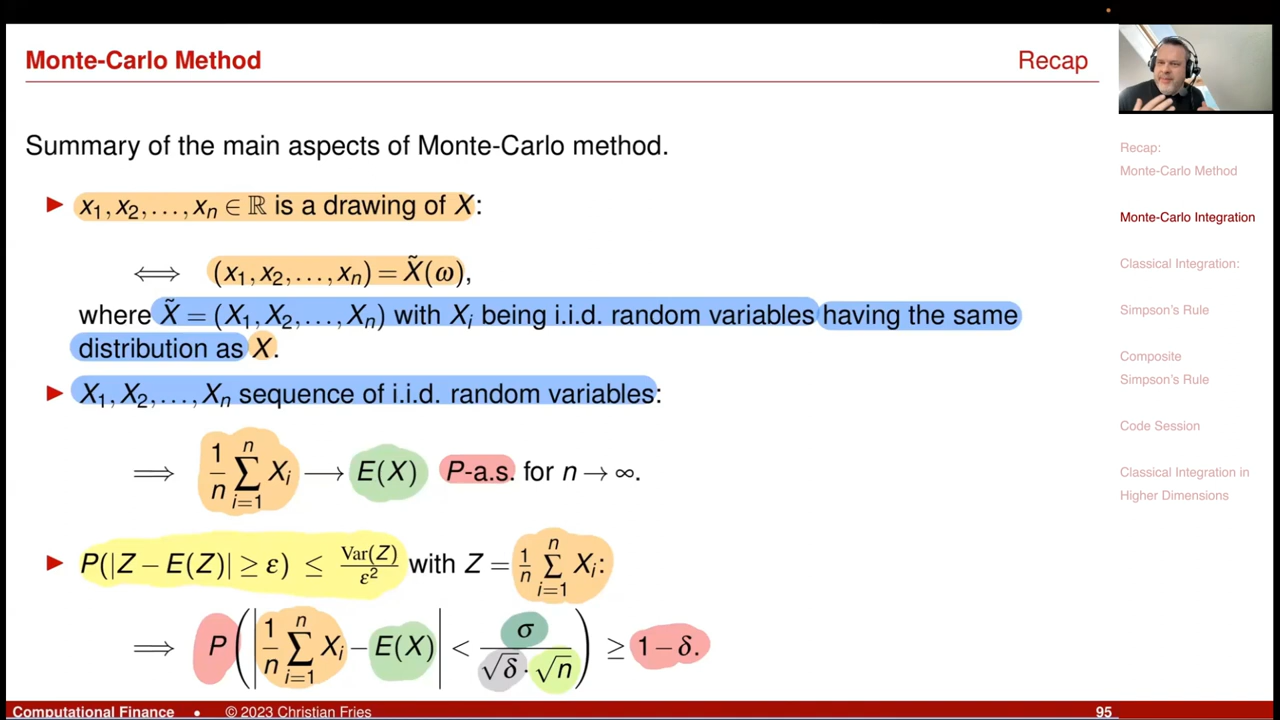 Monte-Carlo Method
Recap
Summary of the main aspects of Monte-Carlo method.
▶ x₁, x₂, …, xₙ ∈ ℝ is a drawing of X:
⟺ (x₁, x₂, …, xₙ) = X̃(ω),
where X̃ = (X₁, X₂, …, Xₙ) with Xᵢ being i.i.d. random variables having the same
distribution as X.
▶ X₁, X₂, …, Xₙ sequence of i.i.d. random variables:
⟹ 1/n ∑ᵢ₌₁ⁿ Xᵢ ⟶ E(X) P-a.s. for n → ∞.
▶ P(|Z − E(Z)| ≥ ε) ≤ Var(Z)/ε² with Z = 1/n ∑ᵢ₌₁ⁿ Xᵢ:
⟹ P(|1/n ∑ᵢ₌₁ⁿ Xᵢ − E(X)| < σ/(√δ · √n)) ≥ 1 − δ.
Recap:
Monte-Carlo Method
Monte-Carlo Integration
Classical Integration:
Simpson's Rule
Composite
Simpson's Rule
Code Session
Classical Integration in
Higher Dimensions
Computational Finance • © 2023 Christian Fries 95